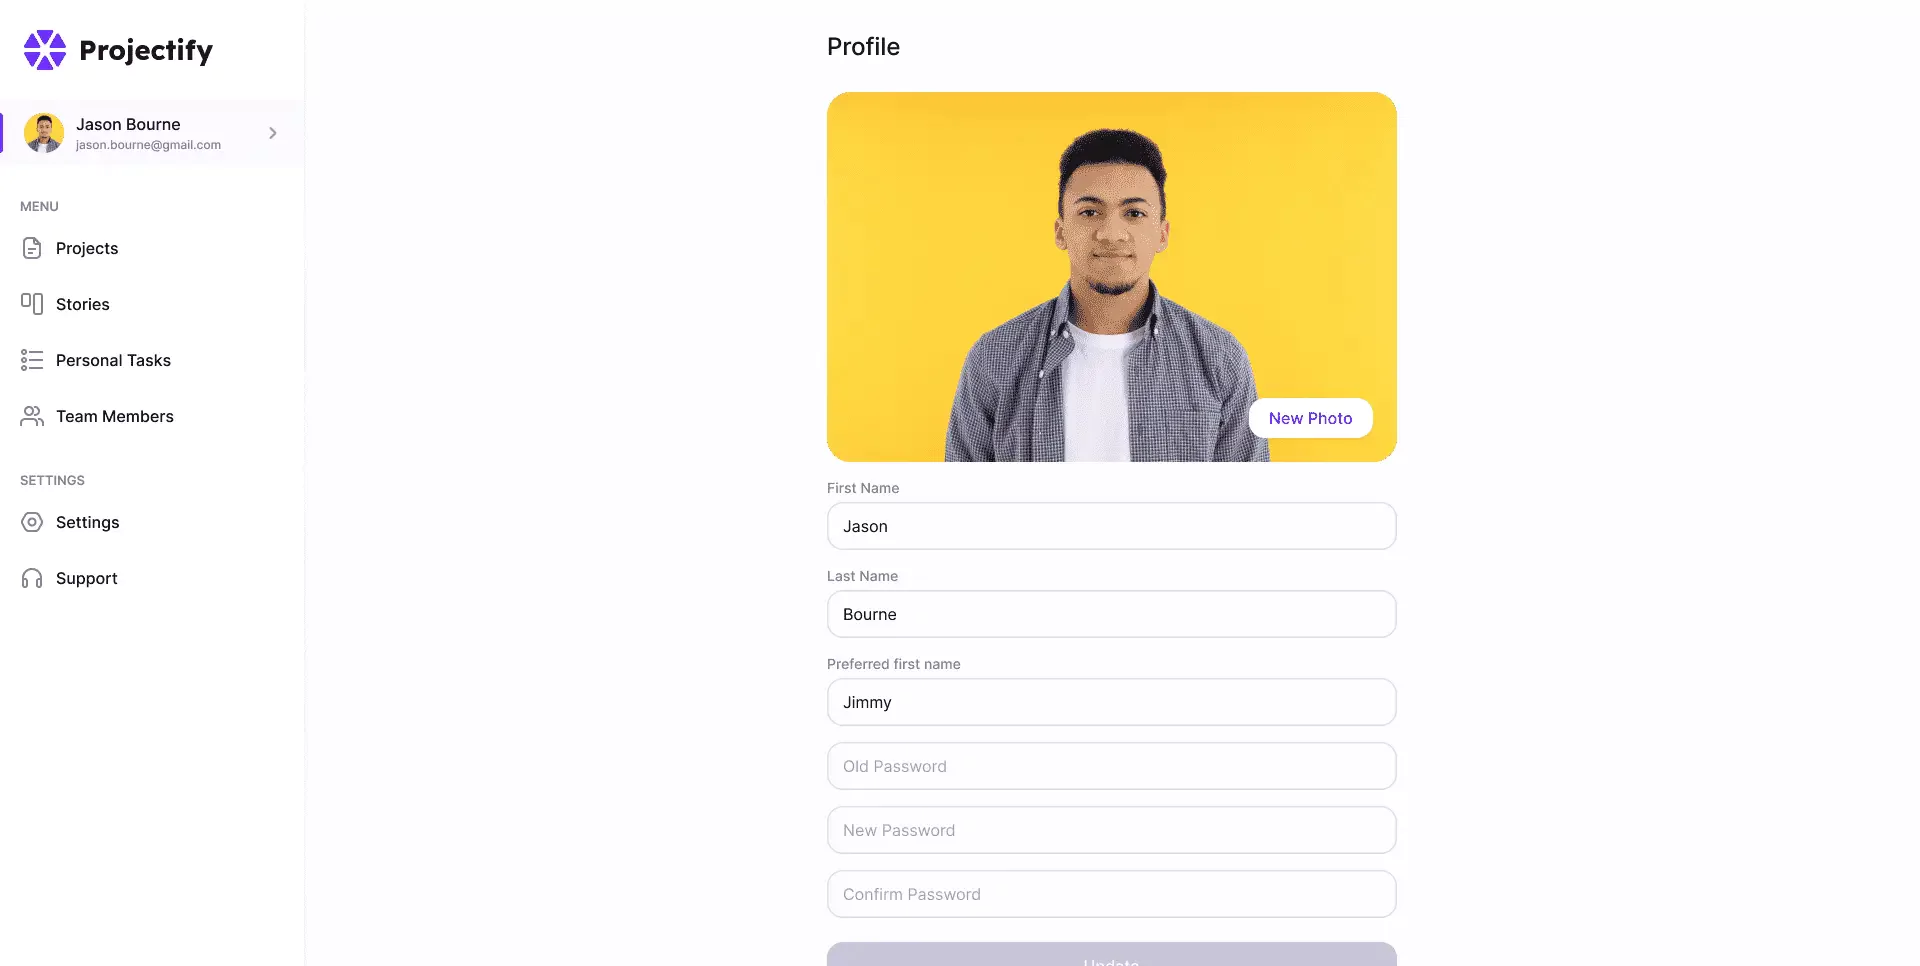 Projectify
Jason Bourne
jason.bourne@gmail.com
MENU
Projects
Stories
Personal Tasks
Team Members
SETTINGS
Settings
Support
Profile
New Photo
First Name
Jason
Last Name
Bourne
Preferred first name
Jimmy
Old Password
New Password
Confirm Password
Update